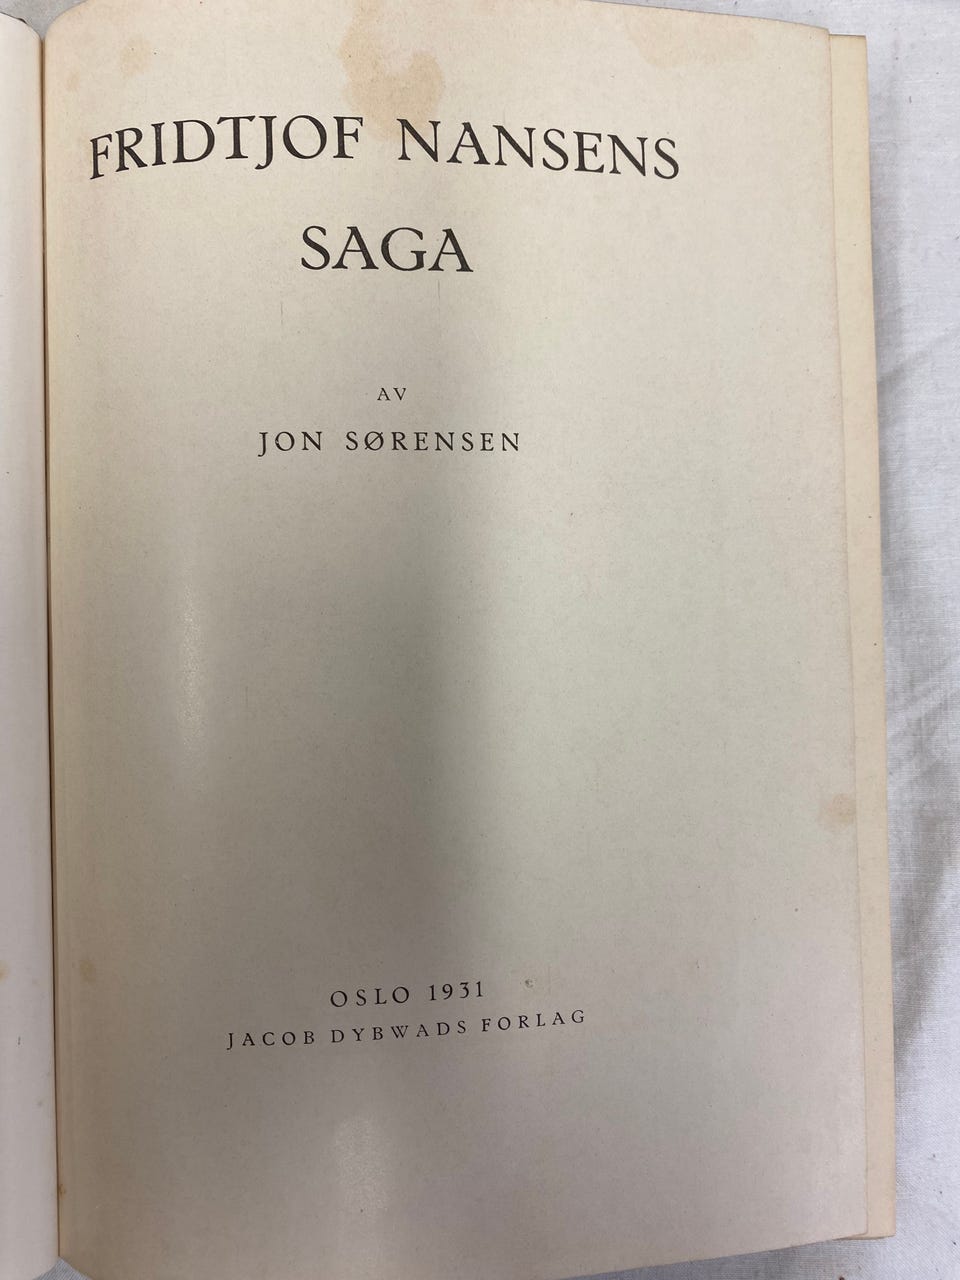 FRIDTJOF NANSENS
SAGA
AV
JON SØRENSEN
OSLO 1931
JACOB DYBWADS FORLAG